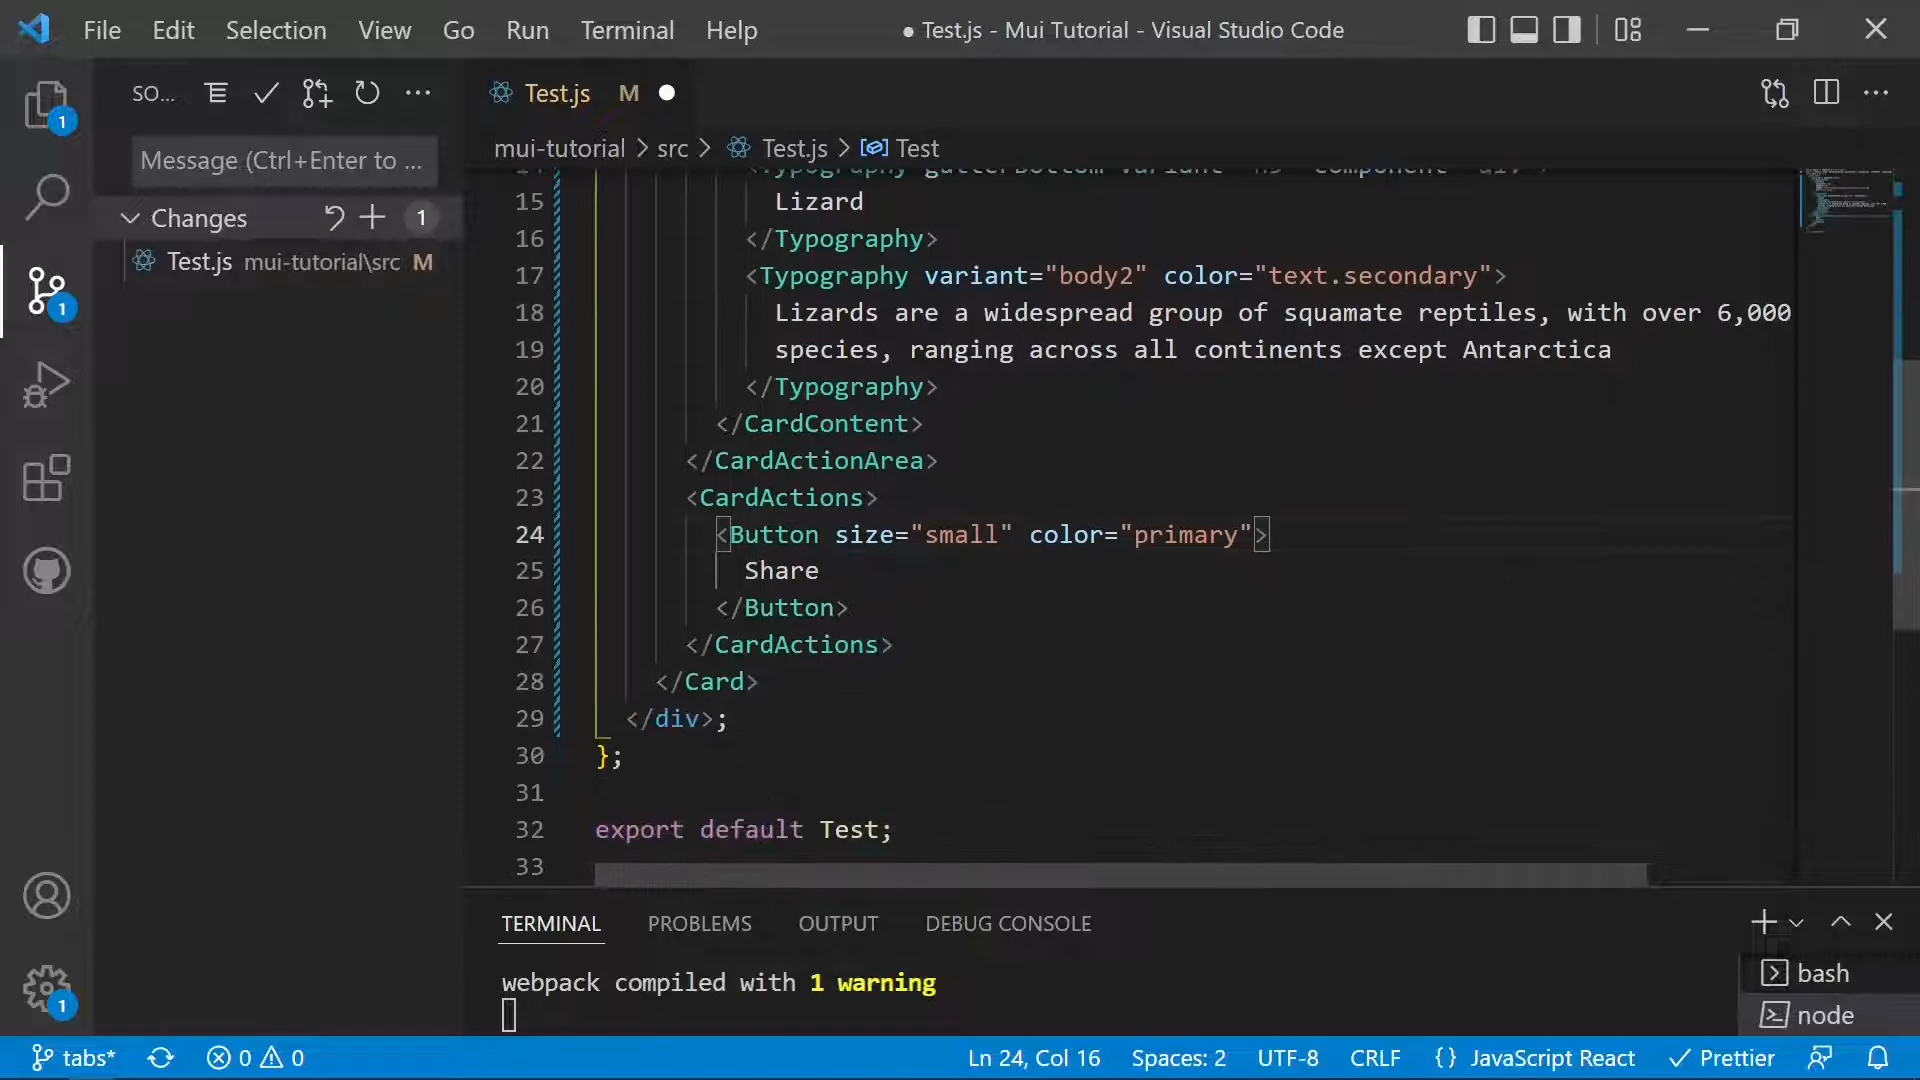 File Edit Selection View Go Run Terminal Help
● Test.js - Mui Tutorial - Visual Studio Code
SO...
Test.js M
1
Message (Ctrl+Enter to ...
mui-tutorial > src > Test.js > Test
Changes 1
Test.js mui-tutorial\src M
1
1
15 Lizard
16 </Typography>
17 <Typography variant="body2" color="text.secondary">
18 Lizards are a widespread group of squamate reptiles, with over 6,000
19 species, ranging across all continents except Antarctica
20 </Typography>
21 </CardContent>
22 </CardActionArea>
23 <CardActions>
24 <Button size="small" color="primary">
25 Share
26 </Button>
27 </CardActions>
28 </Card>
29 </div>;
30 };
31
32 export default Test;
33
TERMINAL PROBLEMS OUTPUT DEBUG CONSOLE
webpack compiled with 1 warning
bash
node
tabs* 0 0
Ln 24, Col 16 Spaces: 2 UTF-8 CRLF {} JavaScript React Prettier